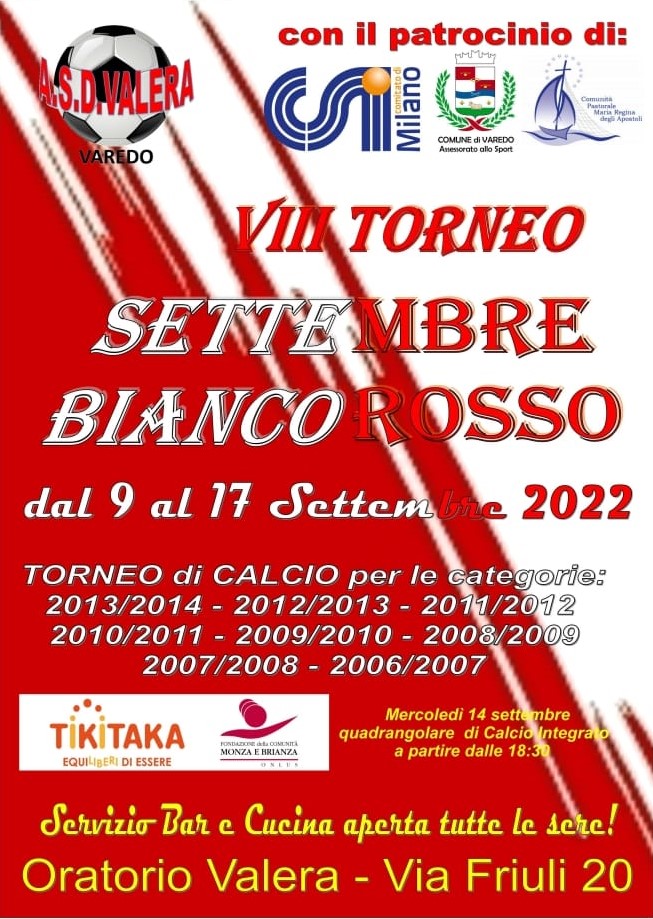 A.S.D. VALERA
VAREDO
con il patrocinio di:
CSI
comitato di
Milano
COMUNE di VAREDO
Assessorato allo Sport
Comunità
Pastorale
Maria Regina
degli Apostoli
VIII TORNEO
SETTEMBRE
BIANCOROSSO
dal 9 al 17 Settembre 2022
TORNEO di CALCIO per le categorie:
2013/2014 - 2012/2013 - 2011/2012
2010/2011 - 2009/2010 - 2008/2009
2007/2008 - 2006/2007
TIKITAKA
EQUILIBERI DI ESSERE
FONDAZIONE della COMUNITÀ
MONZA E BRIANZA
ONLUS
Mercoledì 14 settembre
quadrangolare di Calcio Integrato
a partire dalle 18:30
Servizio Bar e Cucina aperta tutte le sere!
Oratorio Valera - Via Friuli 20